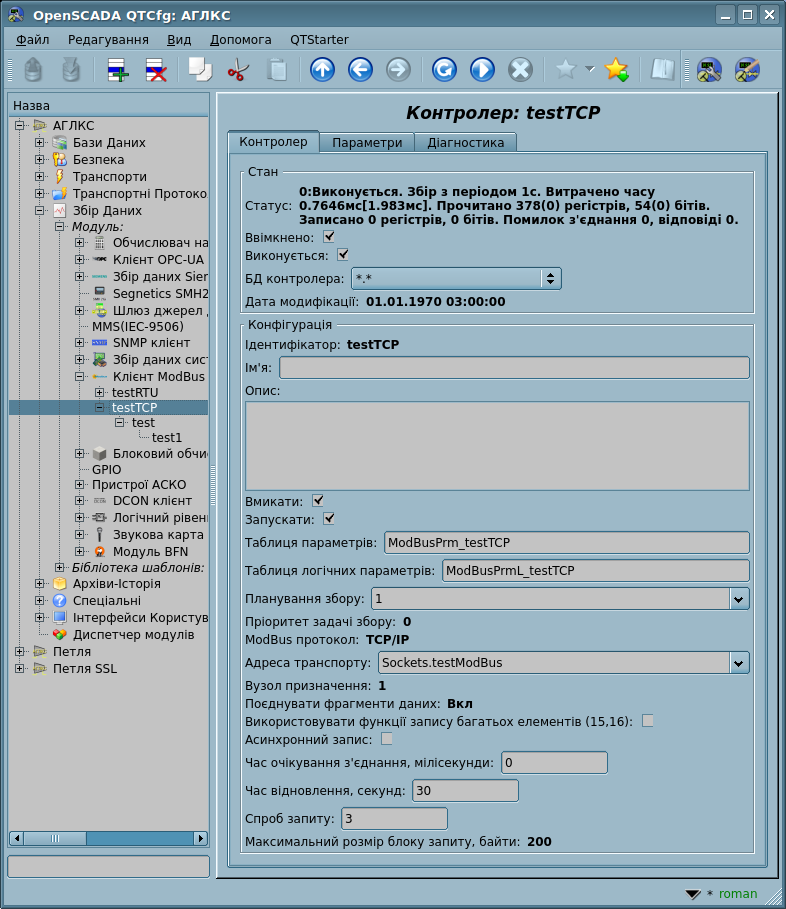 OpenSCADA QTCfg: АГЛКС
Файл Редагування Вид Допомога QTStarter
Назва
АГЛКС
Бази Даних
Безпека
Транспорти
Транспортні Протоко
Збір Даних
Модуль:
Обчислювач на
Клієнт OPC-UA
Збір даних Sier
Segnetics SMH2
Шлюз джерел
MMS(IEC-9506)
SNMP клієнт
Збір даних сис
Клієнт ModBus
testRTU
testTCP
test
test1
Блоковий обчи
GPIO
Пристрої АСКО
DCON клієнт
Логічний рівен
Звукова карта
Модуль BFN
Бібліотека шаблонів:
Архіви-Історія
Спеціальні
Інтерфейси Користув
Диспетчер модулів
Петля
Петля SSL
Контролер: testTCP
Контролер Параметри Діагностика
Стан
Статус: 0:Виконується. Збір з періодом 1с. Витрачено часу
0.7646мс[1.983мс]. Прочитано 378(0) регістрів, 54(0) бітів.
Записано 0 регістрів, 0 бітів. Помилок з'єднання 0, відповіді 0.
Ввімкнено:
Виконується:
БД контролера: *.*
Дата модифікації: 01.01.1970 03:00:00
Конфігурація
Ідентифікатор: testTCP
Ім'я:
Опис:
Вмикати:
Запускати:
Таблиця параметрів: ModBusPrm_testTCP
Таблиця логічних параметрів: ModBusPrmL_testTCP
Планування збору: 1
Пріоритет задачі збору: 0
ModBus протокол: TCP/IP
Адреса транспорту: Sockets.testModBus
Вузол призначення: 1
Поєднувати фрагменти даних: Вкл
Використовувати функції запису багатьох елементів (15,16):
Асинхронний запис:
Час очікування з'єднання, мілісекунди: 0
Час відновлення, секунд: 30
Спроб запиту: 3
Максимальний розмір блоку запиту, байти: 200
* roman